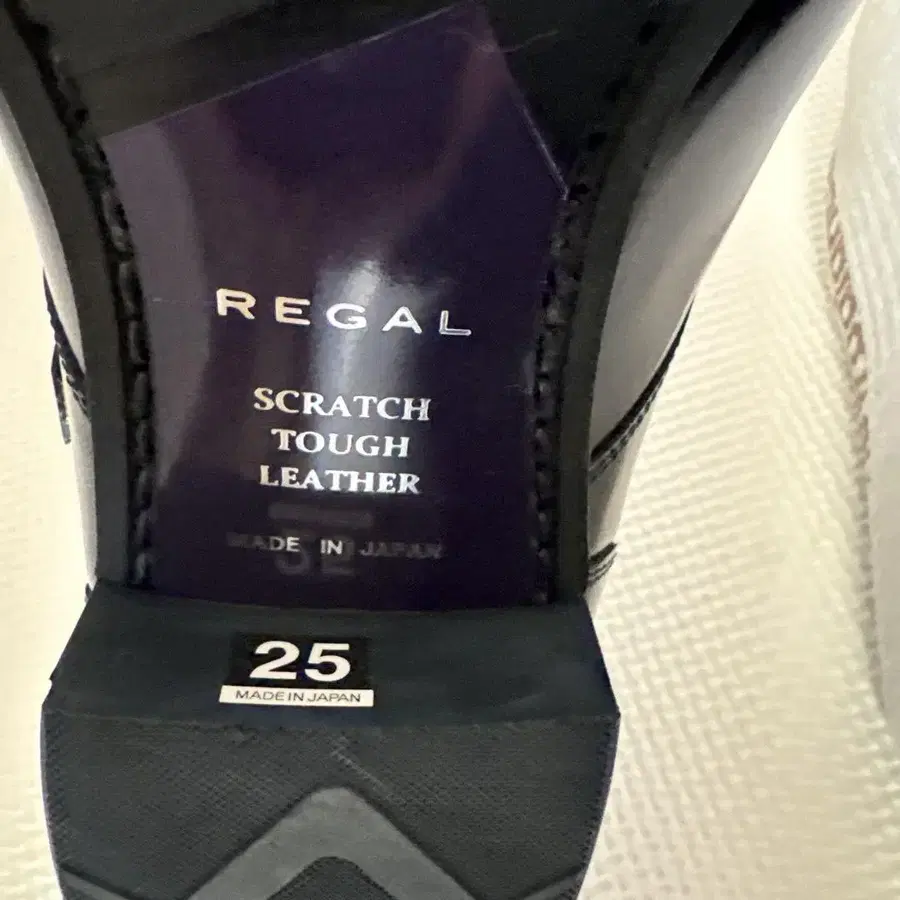 REGAL
SCRATCH
TOUGH
LEATHER
MADE IN JAPAN
25
MADE IN JAPAN